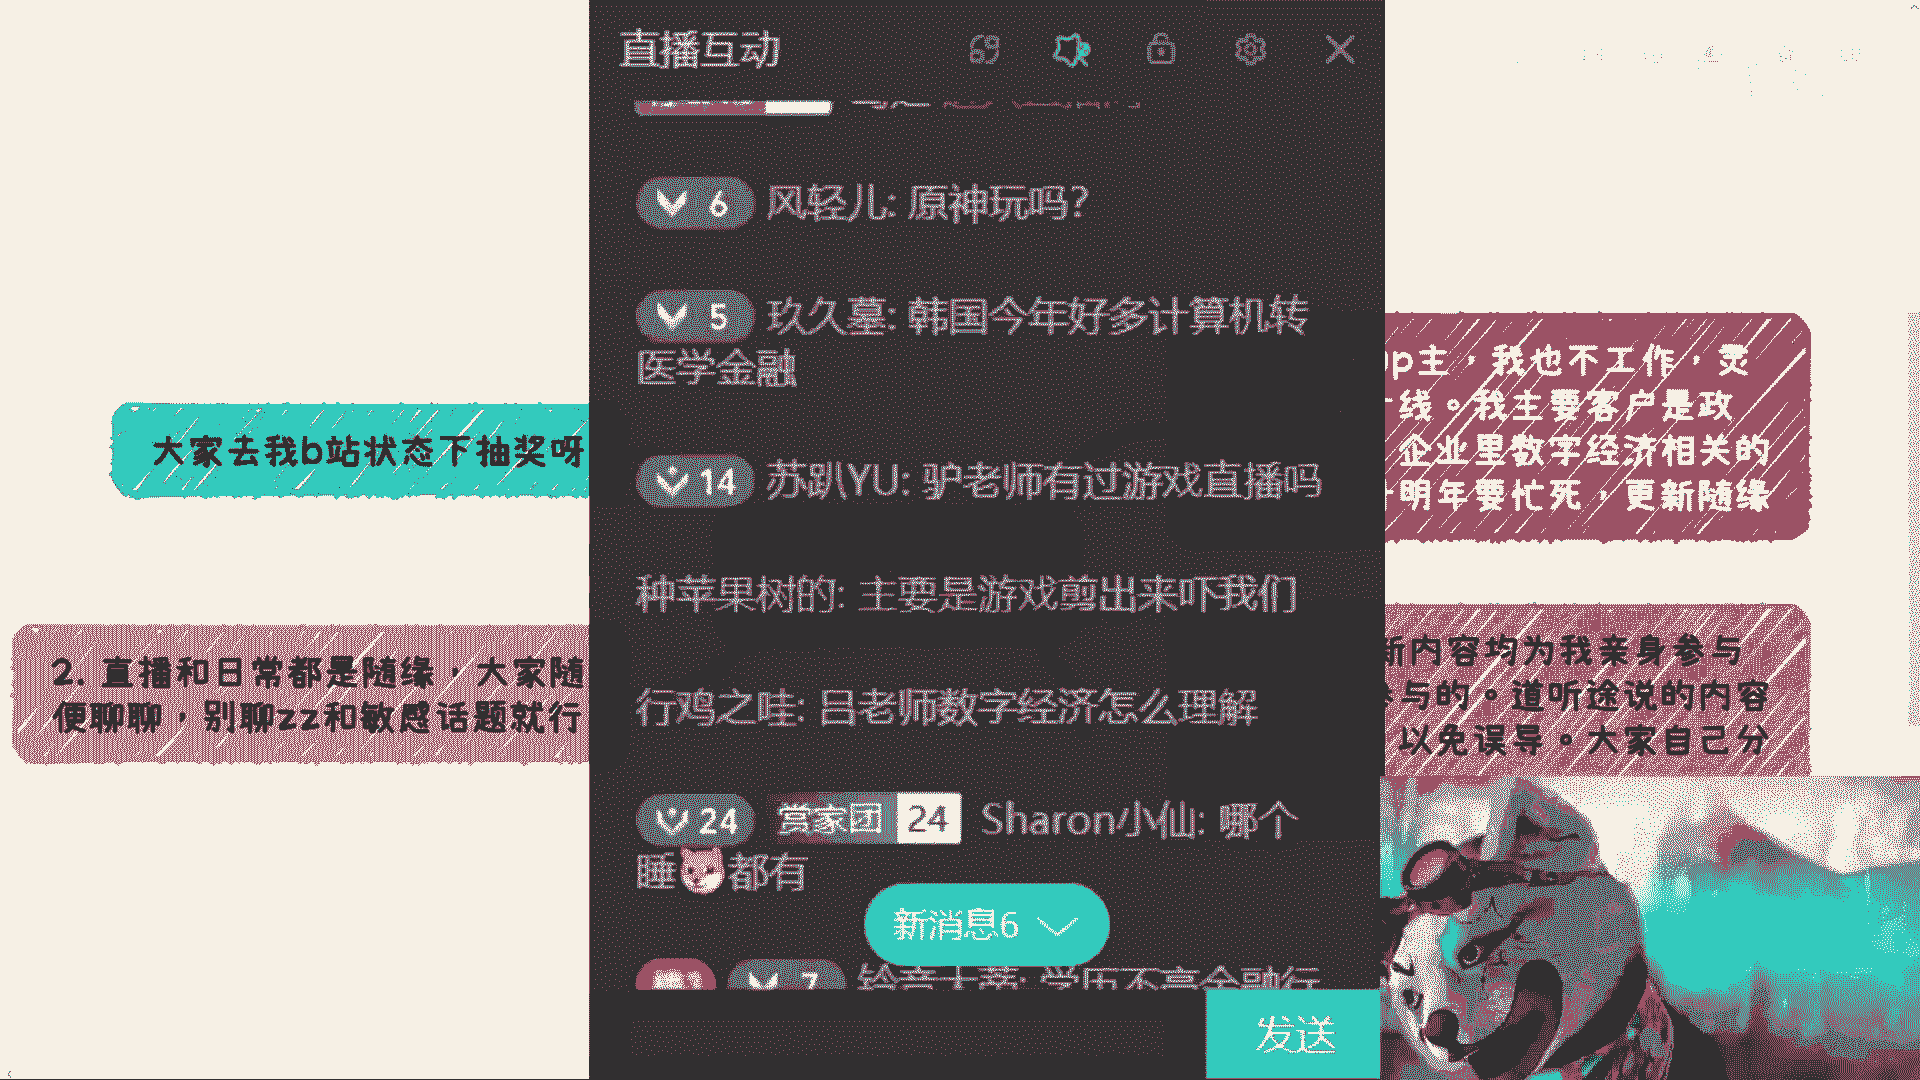 直播互动
6 风轻儿: 原神玩吗?
5 玖久墓: 韩国今年好多计算机转
医学金融
14 苏趴YU: 驴老师有过游戏直播吗
种苹果树的: 主要是游戏剪出来吓我们
行鸡之哇: 吕老师数字经济怎么理解
24 赏家团 24 Sharon小仙: 哪个
睡都有
新消息6
7 铃音大蒂: 学历不高金融行
发送
大家去我b站状态下抽奖呀
2. 直播和日常都是随缘，大家随
便聊聊，别聊zz和敏感话题就行
up主，我也不工作，灵
线。我主要客户是政
企业里数字经济相关的
明年要忙死，更新随缘
新内容均为我亲身参与
参与的。道听途说的内容
以免误导。大家自己分